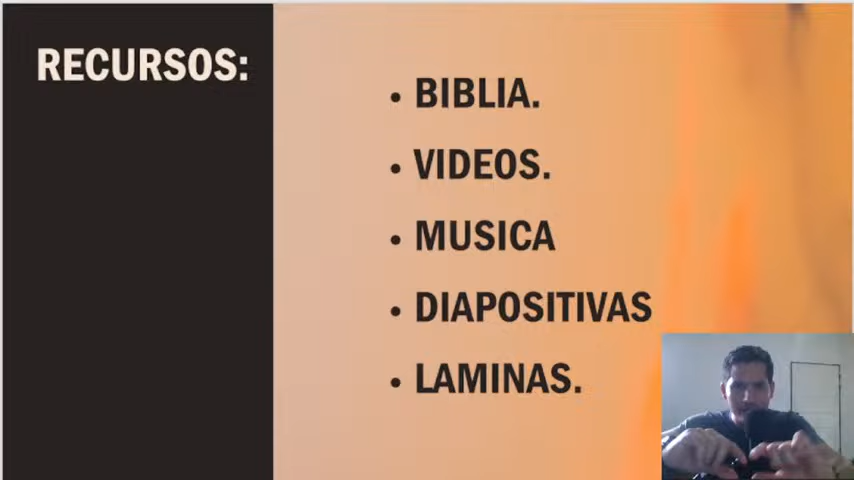 RECURSOS:
• BIBLIA.
• VIDEOS.
• MUSICA
• DIAPOSITIVAS
• LAMINAS.